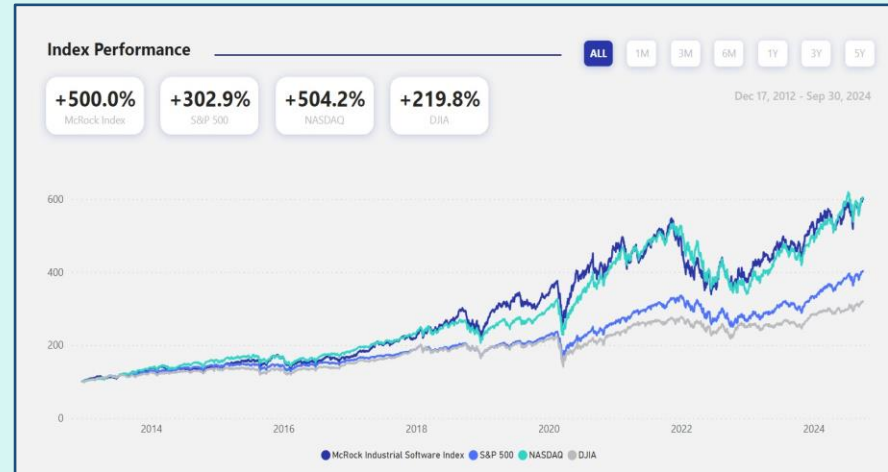 Index Performance
ALL 1M 3M 6M 1Y 3Y 5Y
+500.0% +302.9% +504.2% +219.8%
McRock Index S&P 500 NASDAQ DJIA
Dec 17, 2012 - Sep 30, 2024
600
400
200
0
2014 2016 2018 2020 2022 2024
McRock Industrial Software Index S&P 500 NASDAQ DJIA